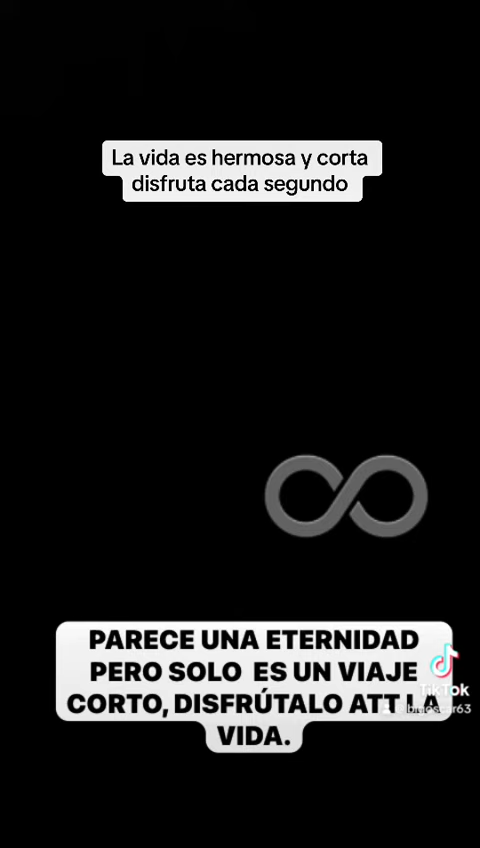 La vida es hermosa y corta
disfruta cada segundo
PARECE UNA ETERNIDAD
PERO SOLO ES UN VIAJE
CORTO, DISFRÚTALO ATT LA
VIDA.
TikTok